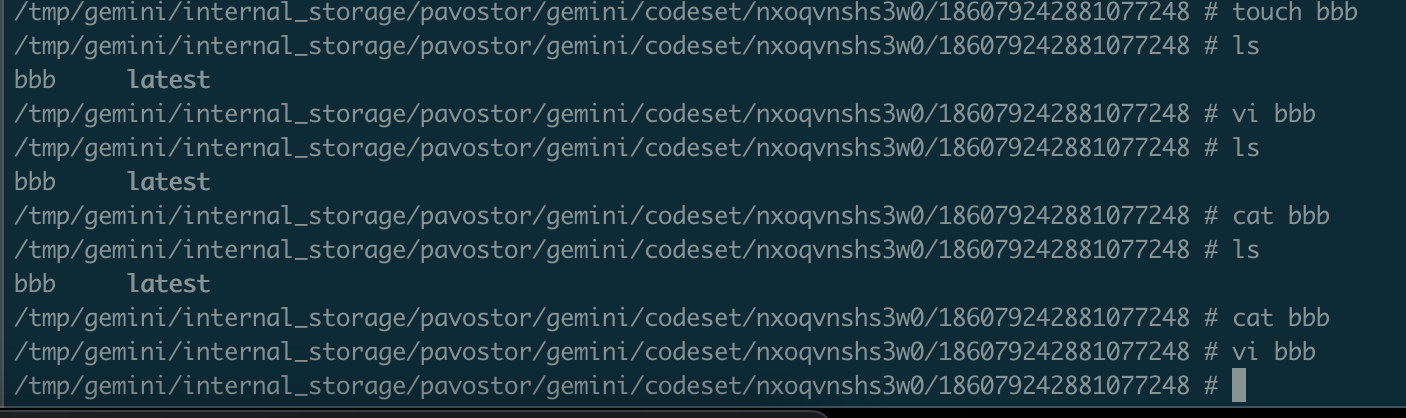 /tmp/gemini/internal_storage/pavostor/gemini/codeset/nxoqvnshs3w0/186079242881077248 # touch bbb
/tmp/gemini/internal_storage/pavostor/gemini/codeset/nxoqvnshs3w0/186079242881077248 # ls
bbb     latest
/tmp/gemini/internal_storage/pavostor/gemini/codeset/nxoqvnshs3w0/186079242881077248 # vi bbb
/tmp/gemini/internal_storage/pavostor/gemini/codeset/nxoqvnshs3w0/186079242881077248 # ls
bbb     latest
/tmp/gemini/internal_storage/pavostor/gemini/codeset/nxoqvnshs3w0/186079242881077248 # cat bbb
/tmp/gemini/internal_storage/pavostor/gemini/codeset/nxoqvnshs3w0/186079242881077248 # ls
bbb     latest
/tmp/gemini/internal_storage/pavostor/gemini/codeset/nxoqvnshs3w0/186079242881077248 # cat bbb
/tmp/gemini/internal_storage/pavostor/gemini/codeset/nxoqvnshs3w0/186079242881077248 # vi bbb
/tmp/gemini/internal_storage/pavostor/gemini/codeset/nxoqvnshs3w0/186079242881077248 #